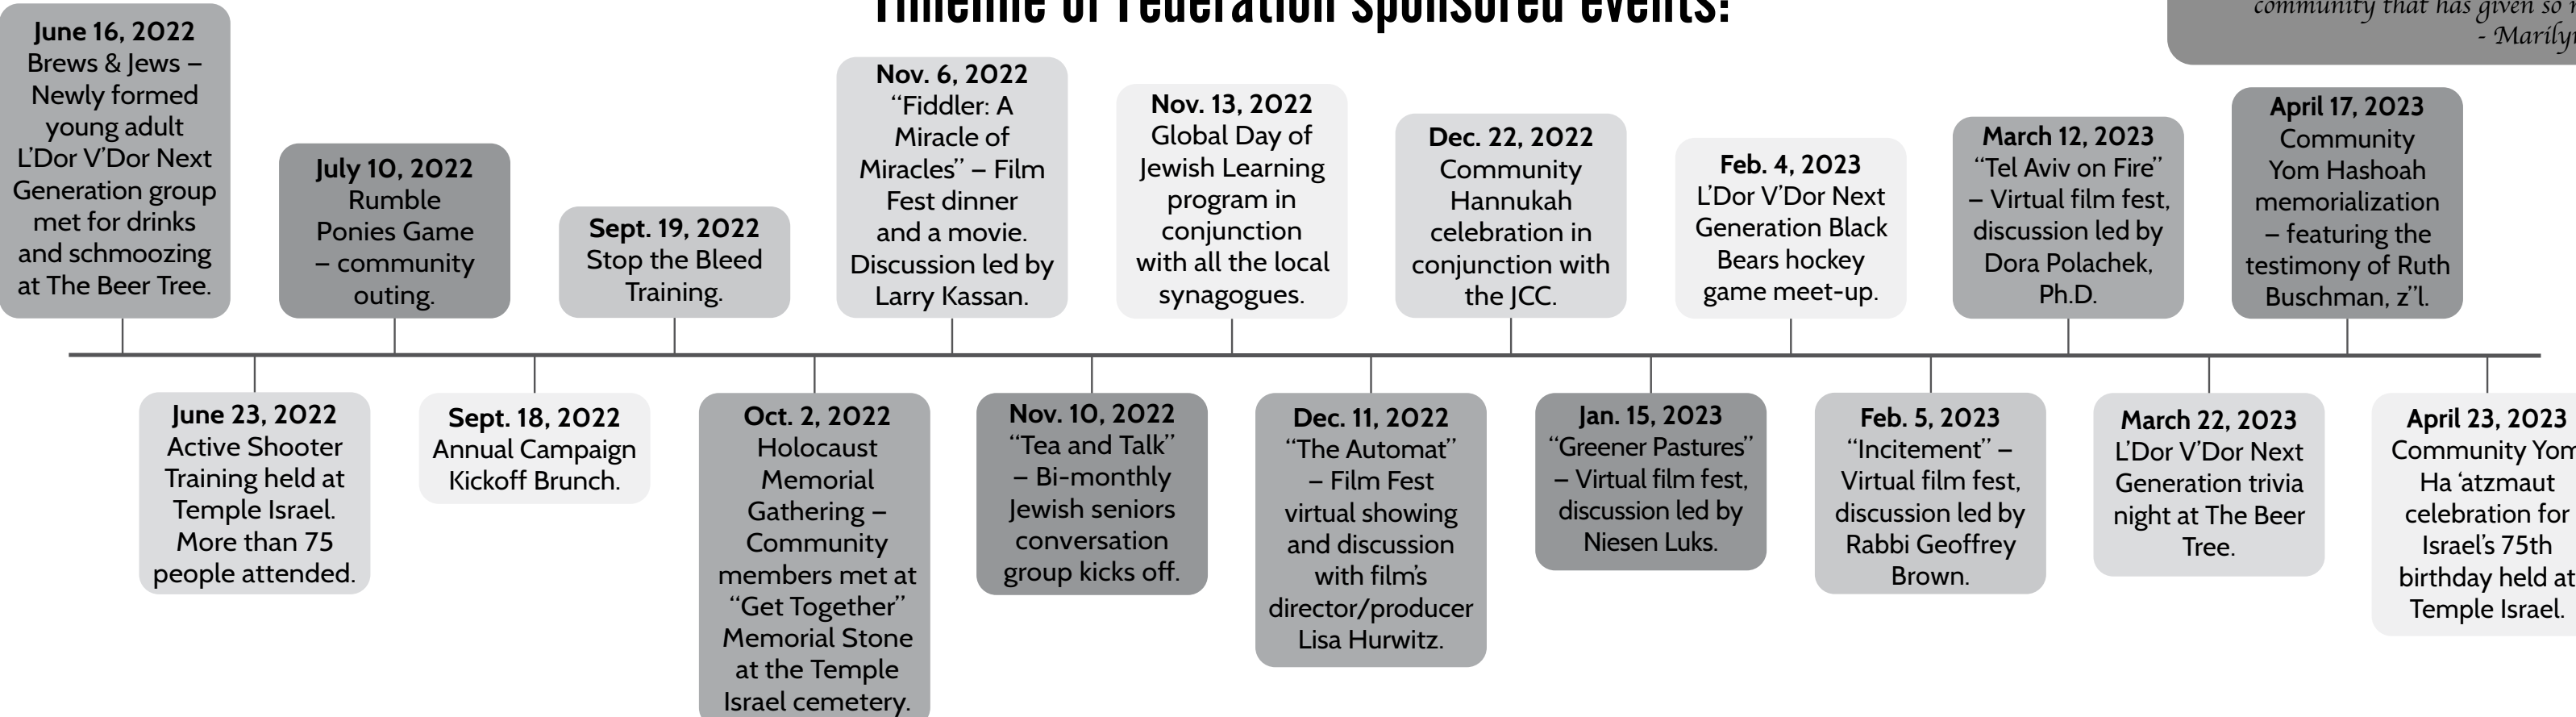 Timeline of Federation sponsored events:
community that has given so
- Marilyn
June 16, 2022
Brews & Jews –
Newly formed
young adult
L’Dor V’Dor Next
Generation group
met for drinks
and schmoozing
at The Beer Tree.
June 23, 2022
Active Shooter
Training held at
Temple Israel.
More than 75
people attended.
July 10, 2022
Rumble
Ponies Game
– community
outing.
Sept. 18, 2022
Annual Campaign
Kickoff Brunch.
Sept. 19, 2022
Stop the Bleed
Training.
Oct. 2, 2022
Holocaust
Memorial
Gathering –
Community
members met at
“Get Together”
Memorial Stone
at the Temple
Israel cemetery.
Nov. 6, 2022
“Fiddler: A
Miracle of
Miracles” – Film
Fest dinner
and a movie.
Discussion led by
Larry Kassan.
Nov. 10, 2022
“Tea and Talk”
– Bi-monthly
Jewish seniors
conversation
group kicks off.
Nov. 13, 2022
Global Day of
Jewish Learning
program in
conjunction
with all the local
synagogues.
Dec. 11, 2022
“The Automat”
– Film Fest
virtual showing
and discussion
with film’s
director/producer
Lisa Hurwitz.
Dec. 22, 2022
Community
Hannukah
celebration in
conjunction with
the JCC.
Jan. 15, 2023
“Greener Pastures”
– Virtual film fest,
discussion led by
Niesen Luks.
Feb. 4, 2023
L’Dor V’Dor Next
Generation Black
Bears hockey
game meet-up.
Feb. 5, 2023
“Incitement” –
Virtual film fest,
discussion led by
Rabbi Geoffrey
Brown.
March 12, 2023
“Tel Aviv on Fire”
– Virtual film fest,
discussion led by
Dora Polachek,
Ph.D.
March 22, 2023
L’Dor V’Dor Next
Generation trivia
night at The Beer
Tree.
April 17, 2023
Community
Yom Hashoah
memorialization
– featuring the
testimony of Ruth
Buschman, z”l.
April 23, 2023
Community Yom
Ha ‘atzmaut
celebration for
Israel’s 75th
birthday held at
Temple Israel.